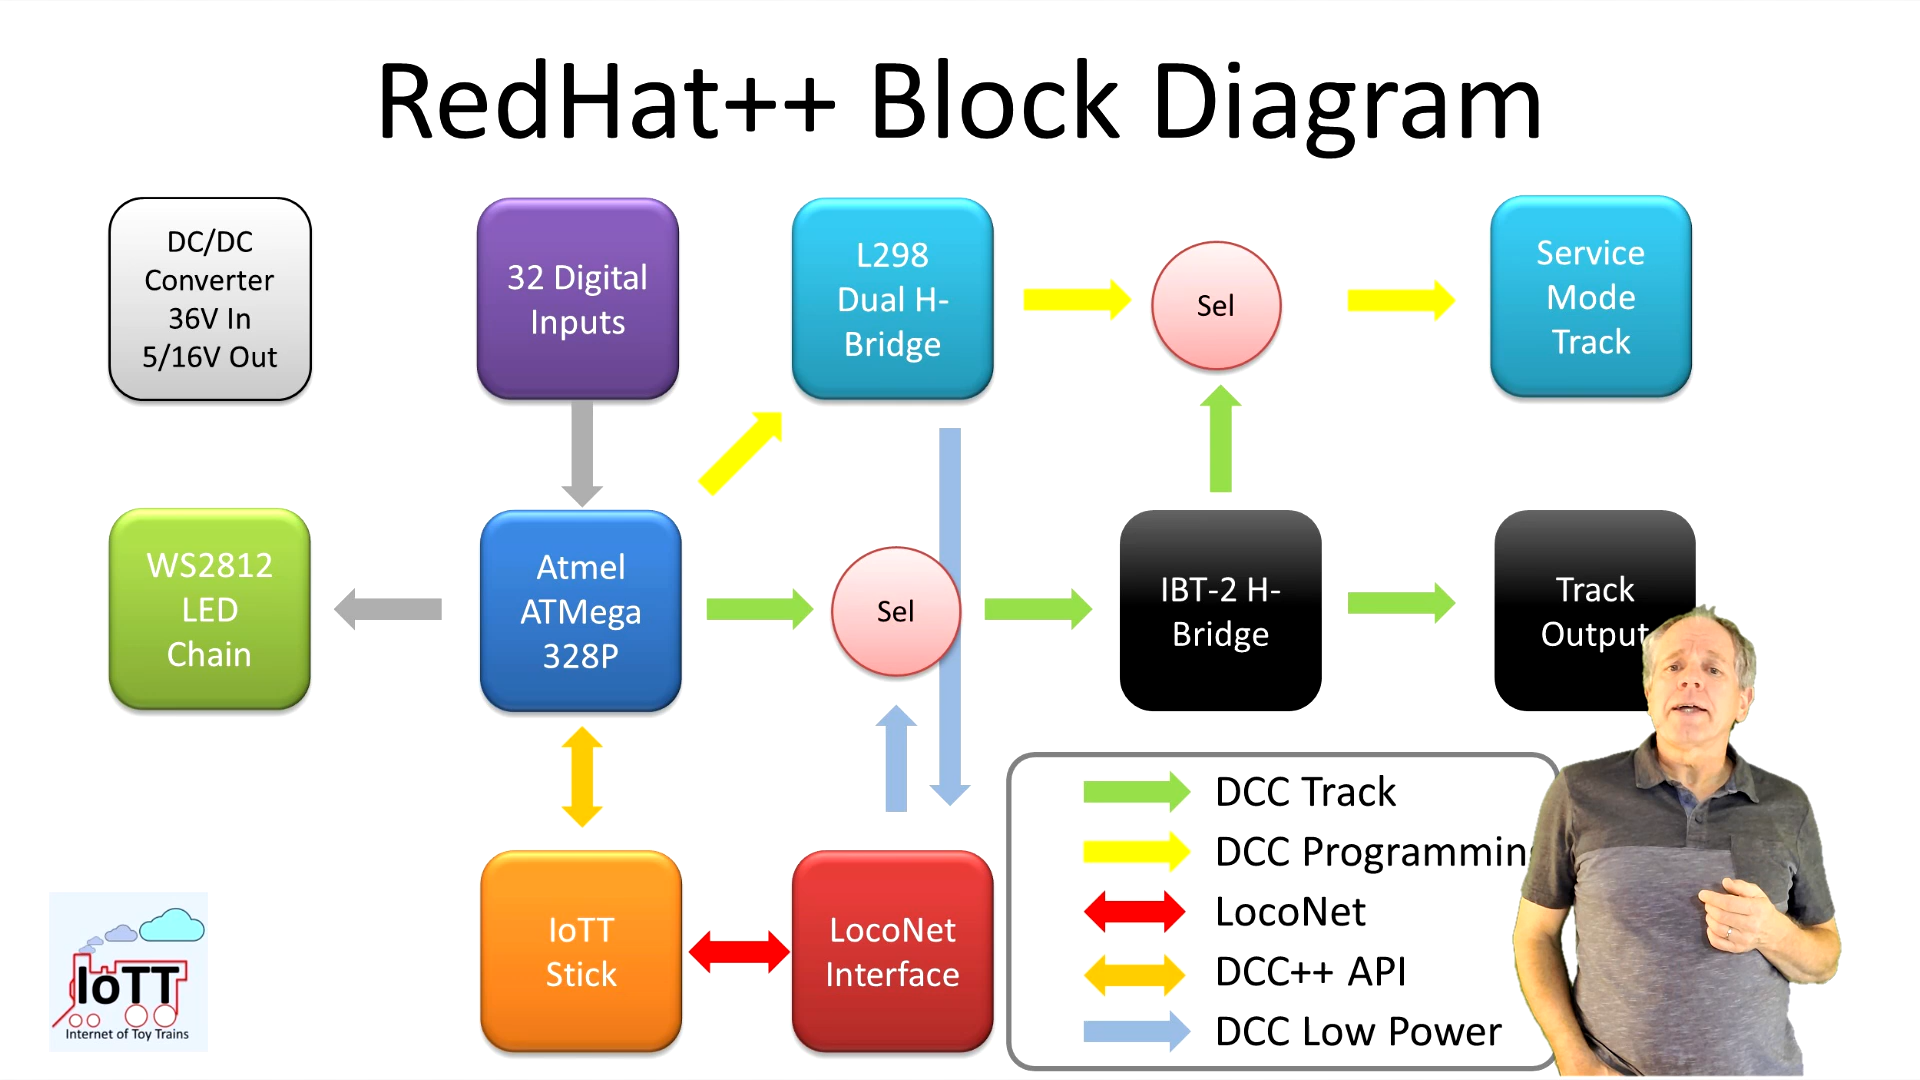 RedHat++ Block Diagram
DC/DC
Converter
36V In
5/16V Out
32 Digital
Inputs
L298
Dual H-
Bridge
Sel
Service
Mode
Track
WS2812
LED
Chain
Atmel
ATMega
328P
Sel
IBT-2 H-
Bridge
Track
Output
IoTT
Stick
LocoNet
Interface
DCC Track
DCC Programming
LocoNet
DCC++ API
DCC Low Power
IoTT
Internet of Toy Trains